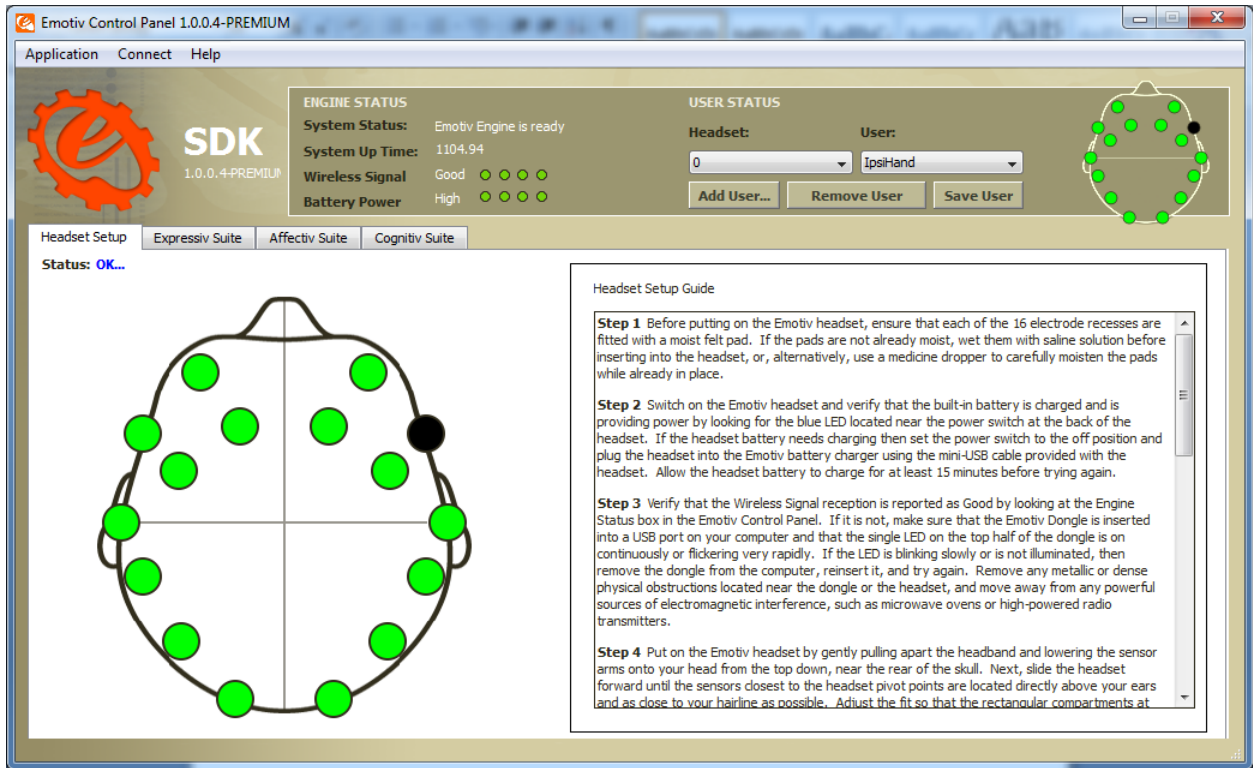 Emotiv Control Panel 1.0.0.4-PREMIUM
Application Connect Help
SDK
1.0.0.4-PREMIUM
ENGINE STATUS
System Status: Emotiv Engine is ready
System Up Time: 1104.94
Wireless Signal Good
Battery Power High
USER STATUS
Headset: User:
0 IpsiHand
Add User... Remove User Save User
Headset Setup Expressiv Suite Affectiv Suite Cognitiv Suite
Status: OK...
Headset Setup Guide
Step 1 Before putting on the Emotiv headset, ensure that each of the 16 electrode recesses are
fitted with a moist felt pad. If the pads are not already moist, wet them with saline solution before
inserting into the headset, or, alternatively, use a medicine dropper to carefully moisten the pads
while already in place.
Step 2 Switch on the Emotiv headset and verify that the built-in battery is charged and is
providing power by looking for the blue LED located near the power switch at the back of the
headset. If the headset battery needs charging then set the power switch to the off position and
plug the headset into the Emotiv battery charger using the mini-USB cable provided with the
headset. Allow the headset battery to charge for at least 15 minutes before trying again.
Step 3 Verify that the Wireless Signal reception is reported as Good by looking at the Engine
Status box in the Emotiv Control Panel. If it is not, make sure that the Emotiv Dongle is inserted
into a USB port on your computer and that the single LED on the top half of the dongle is on
continuously or flickering very rapidly. If the LED is blinking slowly or is not illuminated, then
remove the dongle from the computer, reinsert it, and try again. Remove any metallic or dense
physical obstructions located near the dongle or the headset, and move away from any powerful
sources of electromagnetic interference, such as microwave ovens or high-powered radio
transmitters.
Step 4 Put on the Emotiv headset by gently pulling apart the headband and lowering the sensor
arms onto your head from the top down, near the rear of the skull. Next, slide the headset
forward until the sensors closest to the headset pivot points are located directly above your ears
and as close to your hairline as possible. Adjust the fit so that the rectangular compartments at